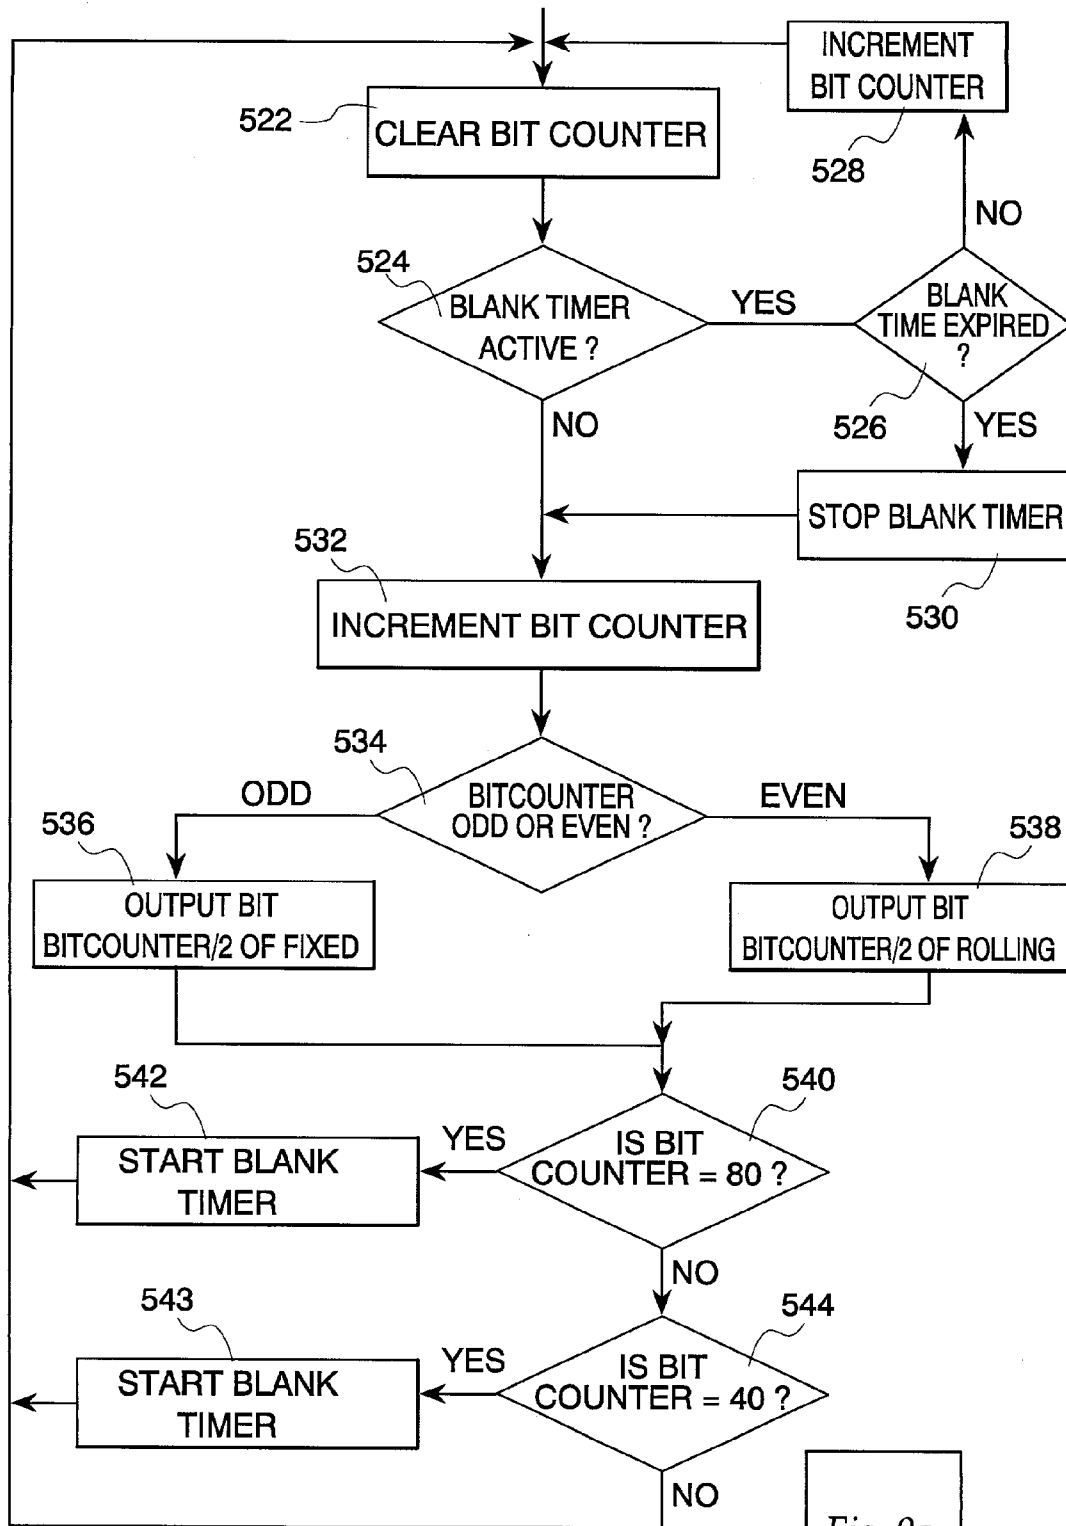 INCREMENT
BIT COUNTER
528
522
CLEAR BIT COUNTER
NO
524
BLANK TIMER
ACTIVE ?
YES
BLANK
TIME EXPIRED
?
526
NO
YES
STOP BLANK TIMER
530
532
INCREMENT BIT COUNTER
534
BITCOUNTER
ODD OR EVEN ?
ODD
EVEN
536
OUTPUT BIT
BITCOUNTER/2 OF FIXED
538
OUTPUT BIT
BITCOUNTER/2 OF ROLLING
540
IS BIT
COUNTER = 80 ?
YES
542
START BLANK
TIMER
NO
544
IS BIT
COUNTER = 40 ?
YES
543
START BLANK
TIMER
NO